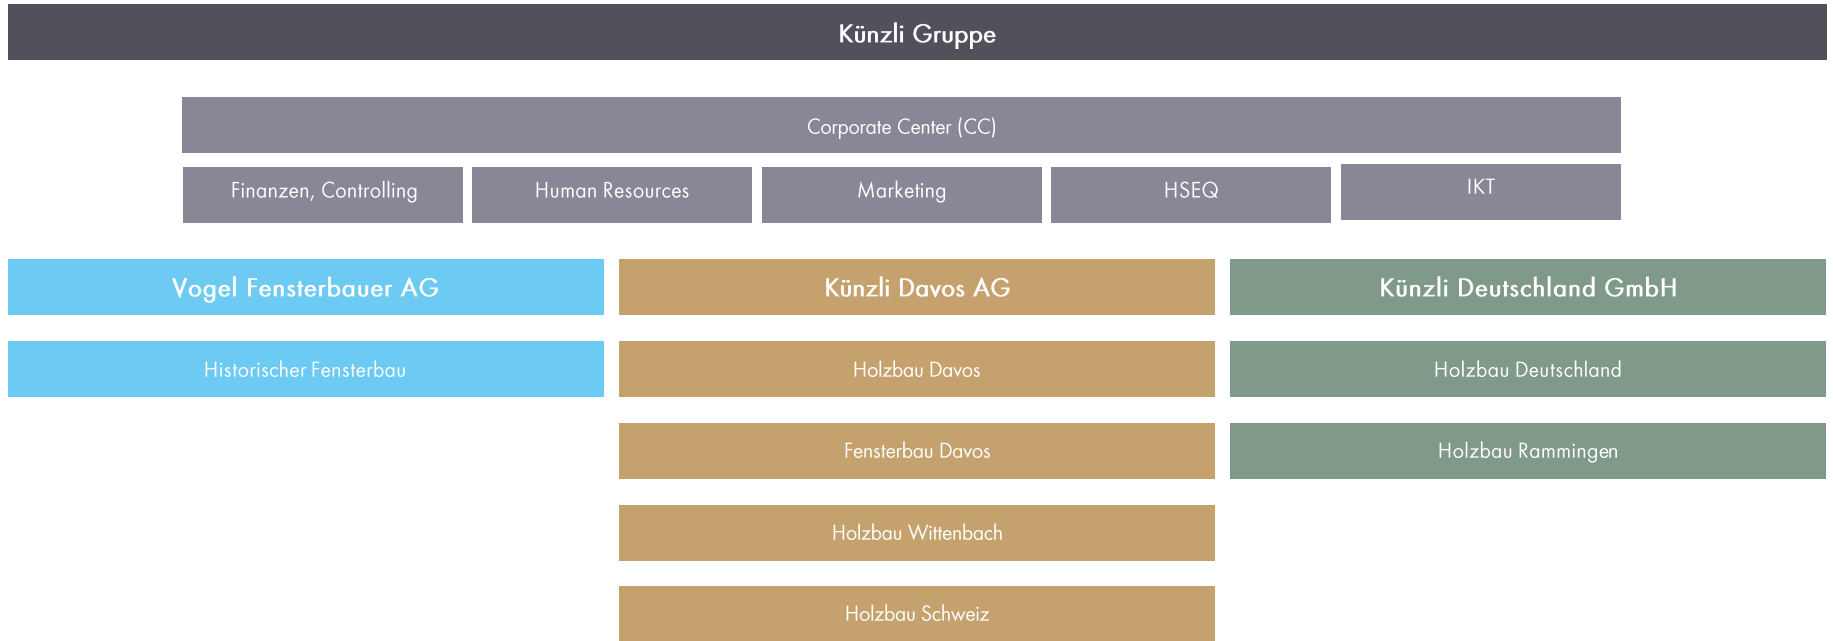 Künzli Gruppe
Corporate Center (CC)
Finanzen, Controlling
Human Resources
Marketing
HSEQ
IKT
Vogel Fensterbauer AG
Künzli Davos AG
Künzli Deutschland GmbH
Historischer Fensterbau
Holzbau Davos
Holzbau Deutschland
Fensterbau Davos
Holzbau Rammingen
Holzbau Wittenbach
Holzbau Schweiz